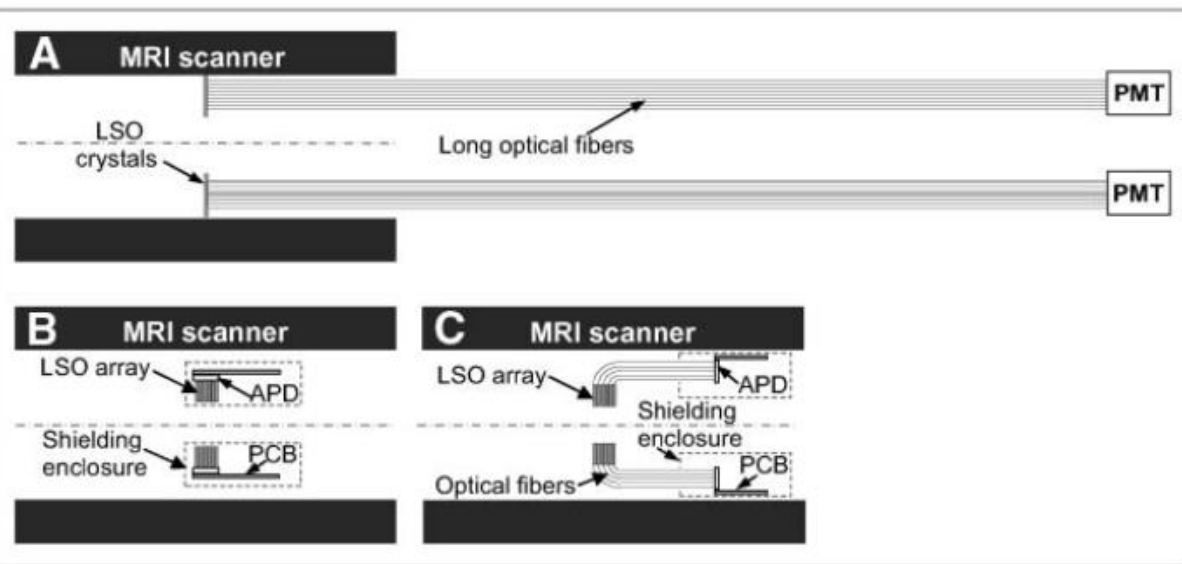 A
MRI scanner
PMT
LSO
crystals
Long optical fibers
PMT
B
MRI scanner
LSO array
APD
Shielding
enclosure
PCB
C
MRI scanner
LSO array
APD
Shielding
enclosure
PCB
Optical fibers